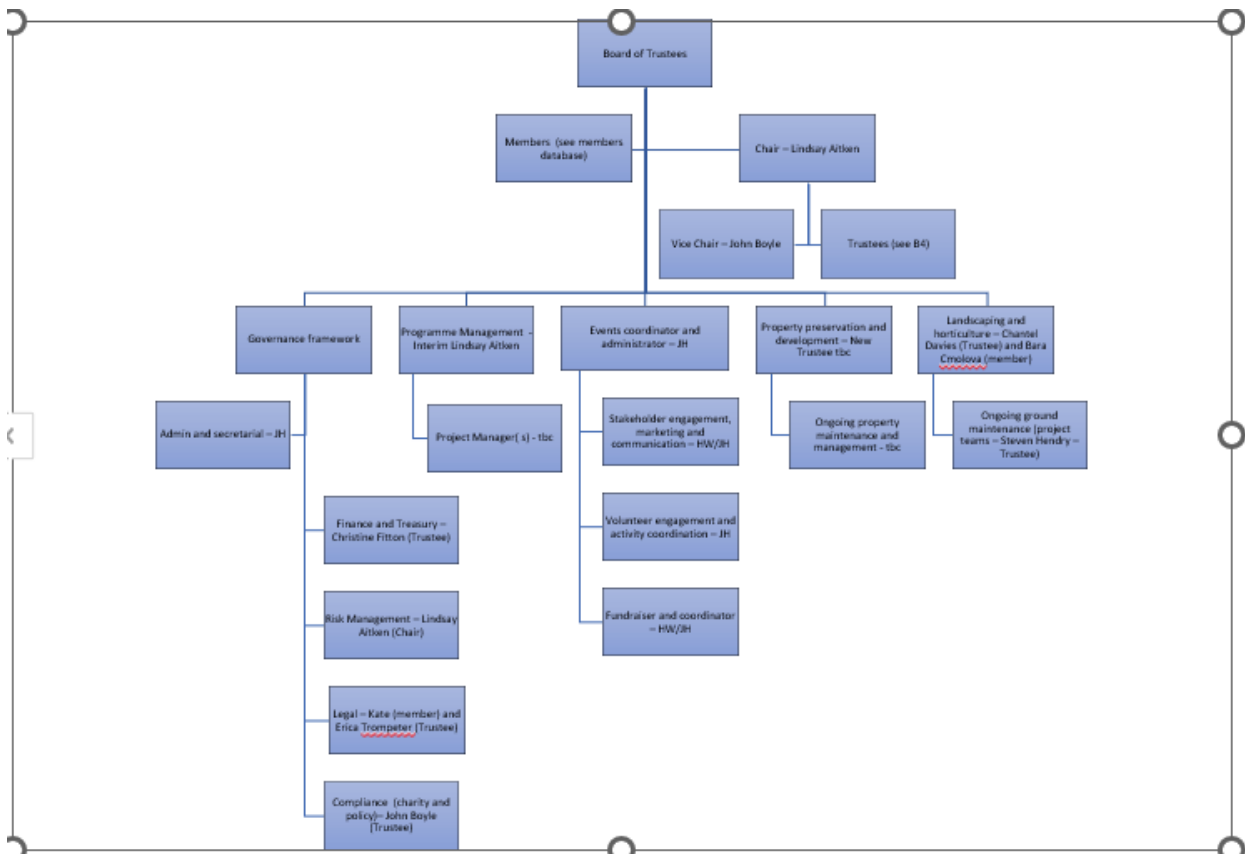 Board of Trustees
Members  (see members
database)
Chair – Lindsay Aitken
Vice Chair – John Boyle
Trustees (see B4)
Governance framework
Programme Management -
Interim Lindsay Aitken
Events coordinator and
administrator – JH
Property preservation and
development – New
Trustee tbc
Landscaping and
horticulture – Chantel
Davies (Trustee) and Bara
Cmolova (member)
Admin and secretarial – JH
Project Manager( s) - tbc
Stakeholder engagement,
marketing and
communication – HW/JH
Ongoing property
maintenance and
management - tbc
Ongoing ground
maintenance (project
teams – Steven Hendry –
Trustee)
Finance and Treasury –
Christine Fitton (Trustee)
Volunteer engagement and
activity coordination – JH
Risk Management – Lindsay
Aitken (Chair)
Fundraiser and coordinator
– HW/JH
Legal – Kate (member) and
Erica Trompeter (Trustee)
Compliance  (charity and
policy)– John Boyle
(Trustee)